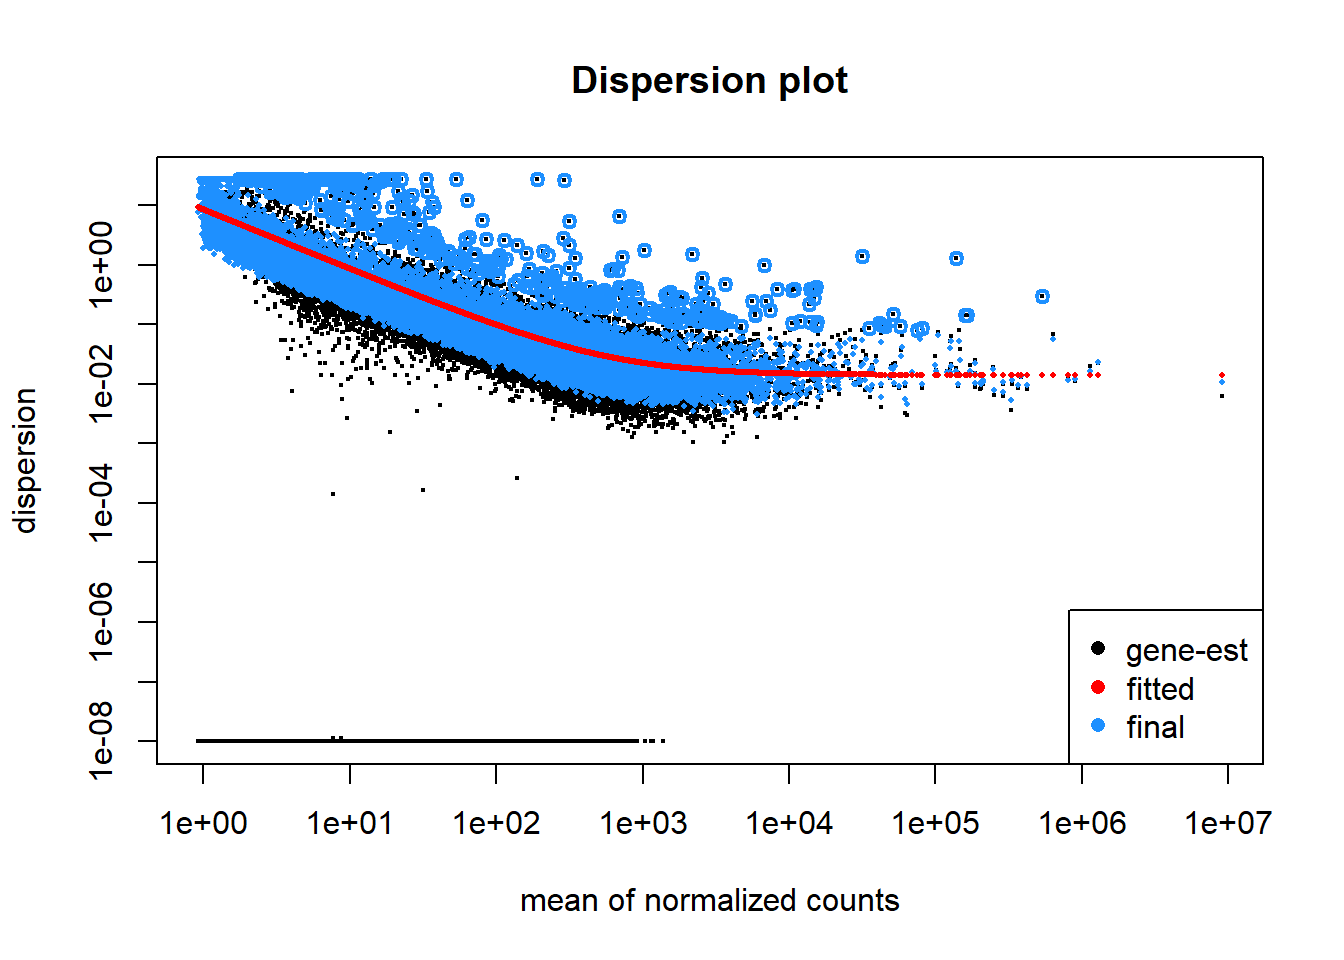 Dispersion plot
dispersion
1e+00
1e-02
1e-04
1e-06
1e-08
gene-est
fitted
final
1e+00 1e+01 1e+02 1e+03 1e+04 1e+05 1e+06 1e+07
mean of normalized counts